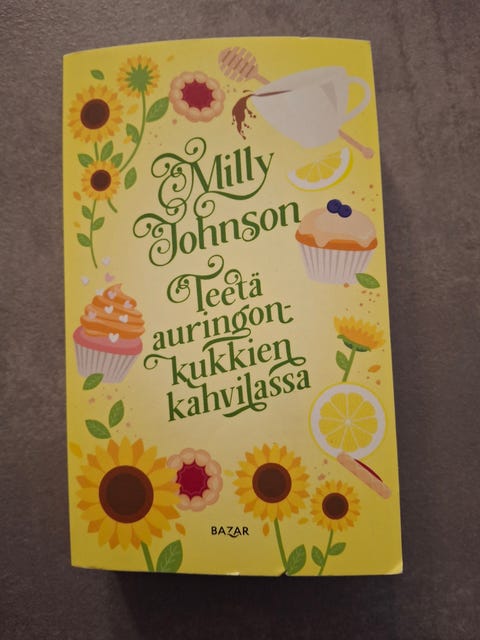 Milly
Johnson
Teetä
auringon-
kukkien
kahvilassa
BAZAR